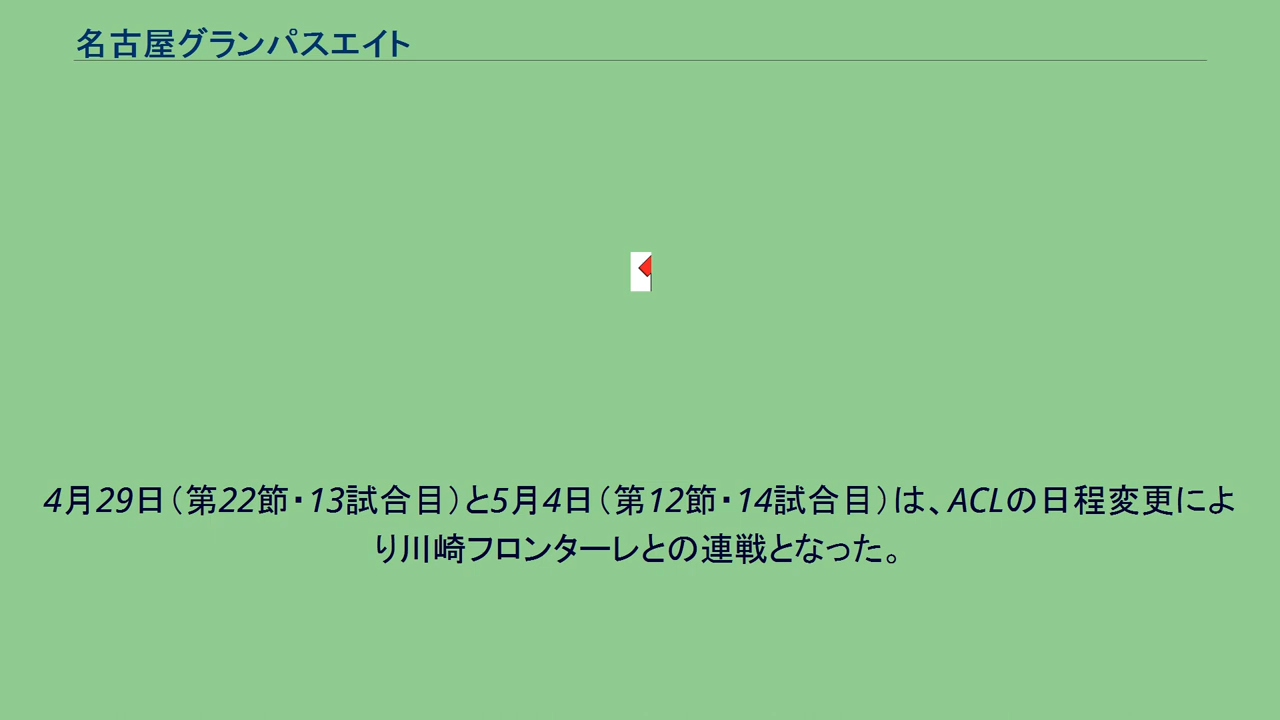 名古屋グランパスエイト
4月29日（第22節・13試合目）と5月4日（第12節・14試合目）は、ACLの日程変更によ
り川崎フロンターレとの連戦となった。